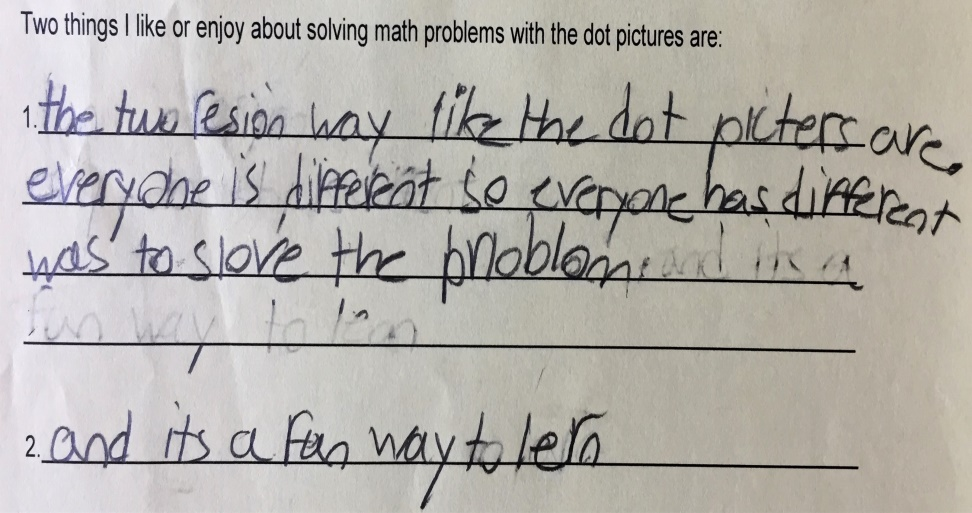 Two things I like or enjoy about solving math problems with the dot pictures are:
1. the two resion way like the dot picters are,
everyone is different so everyone has different
was to slove the problom. and its a
fun way to lern
2. and its a fun way to lern